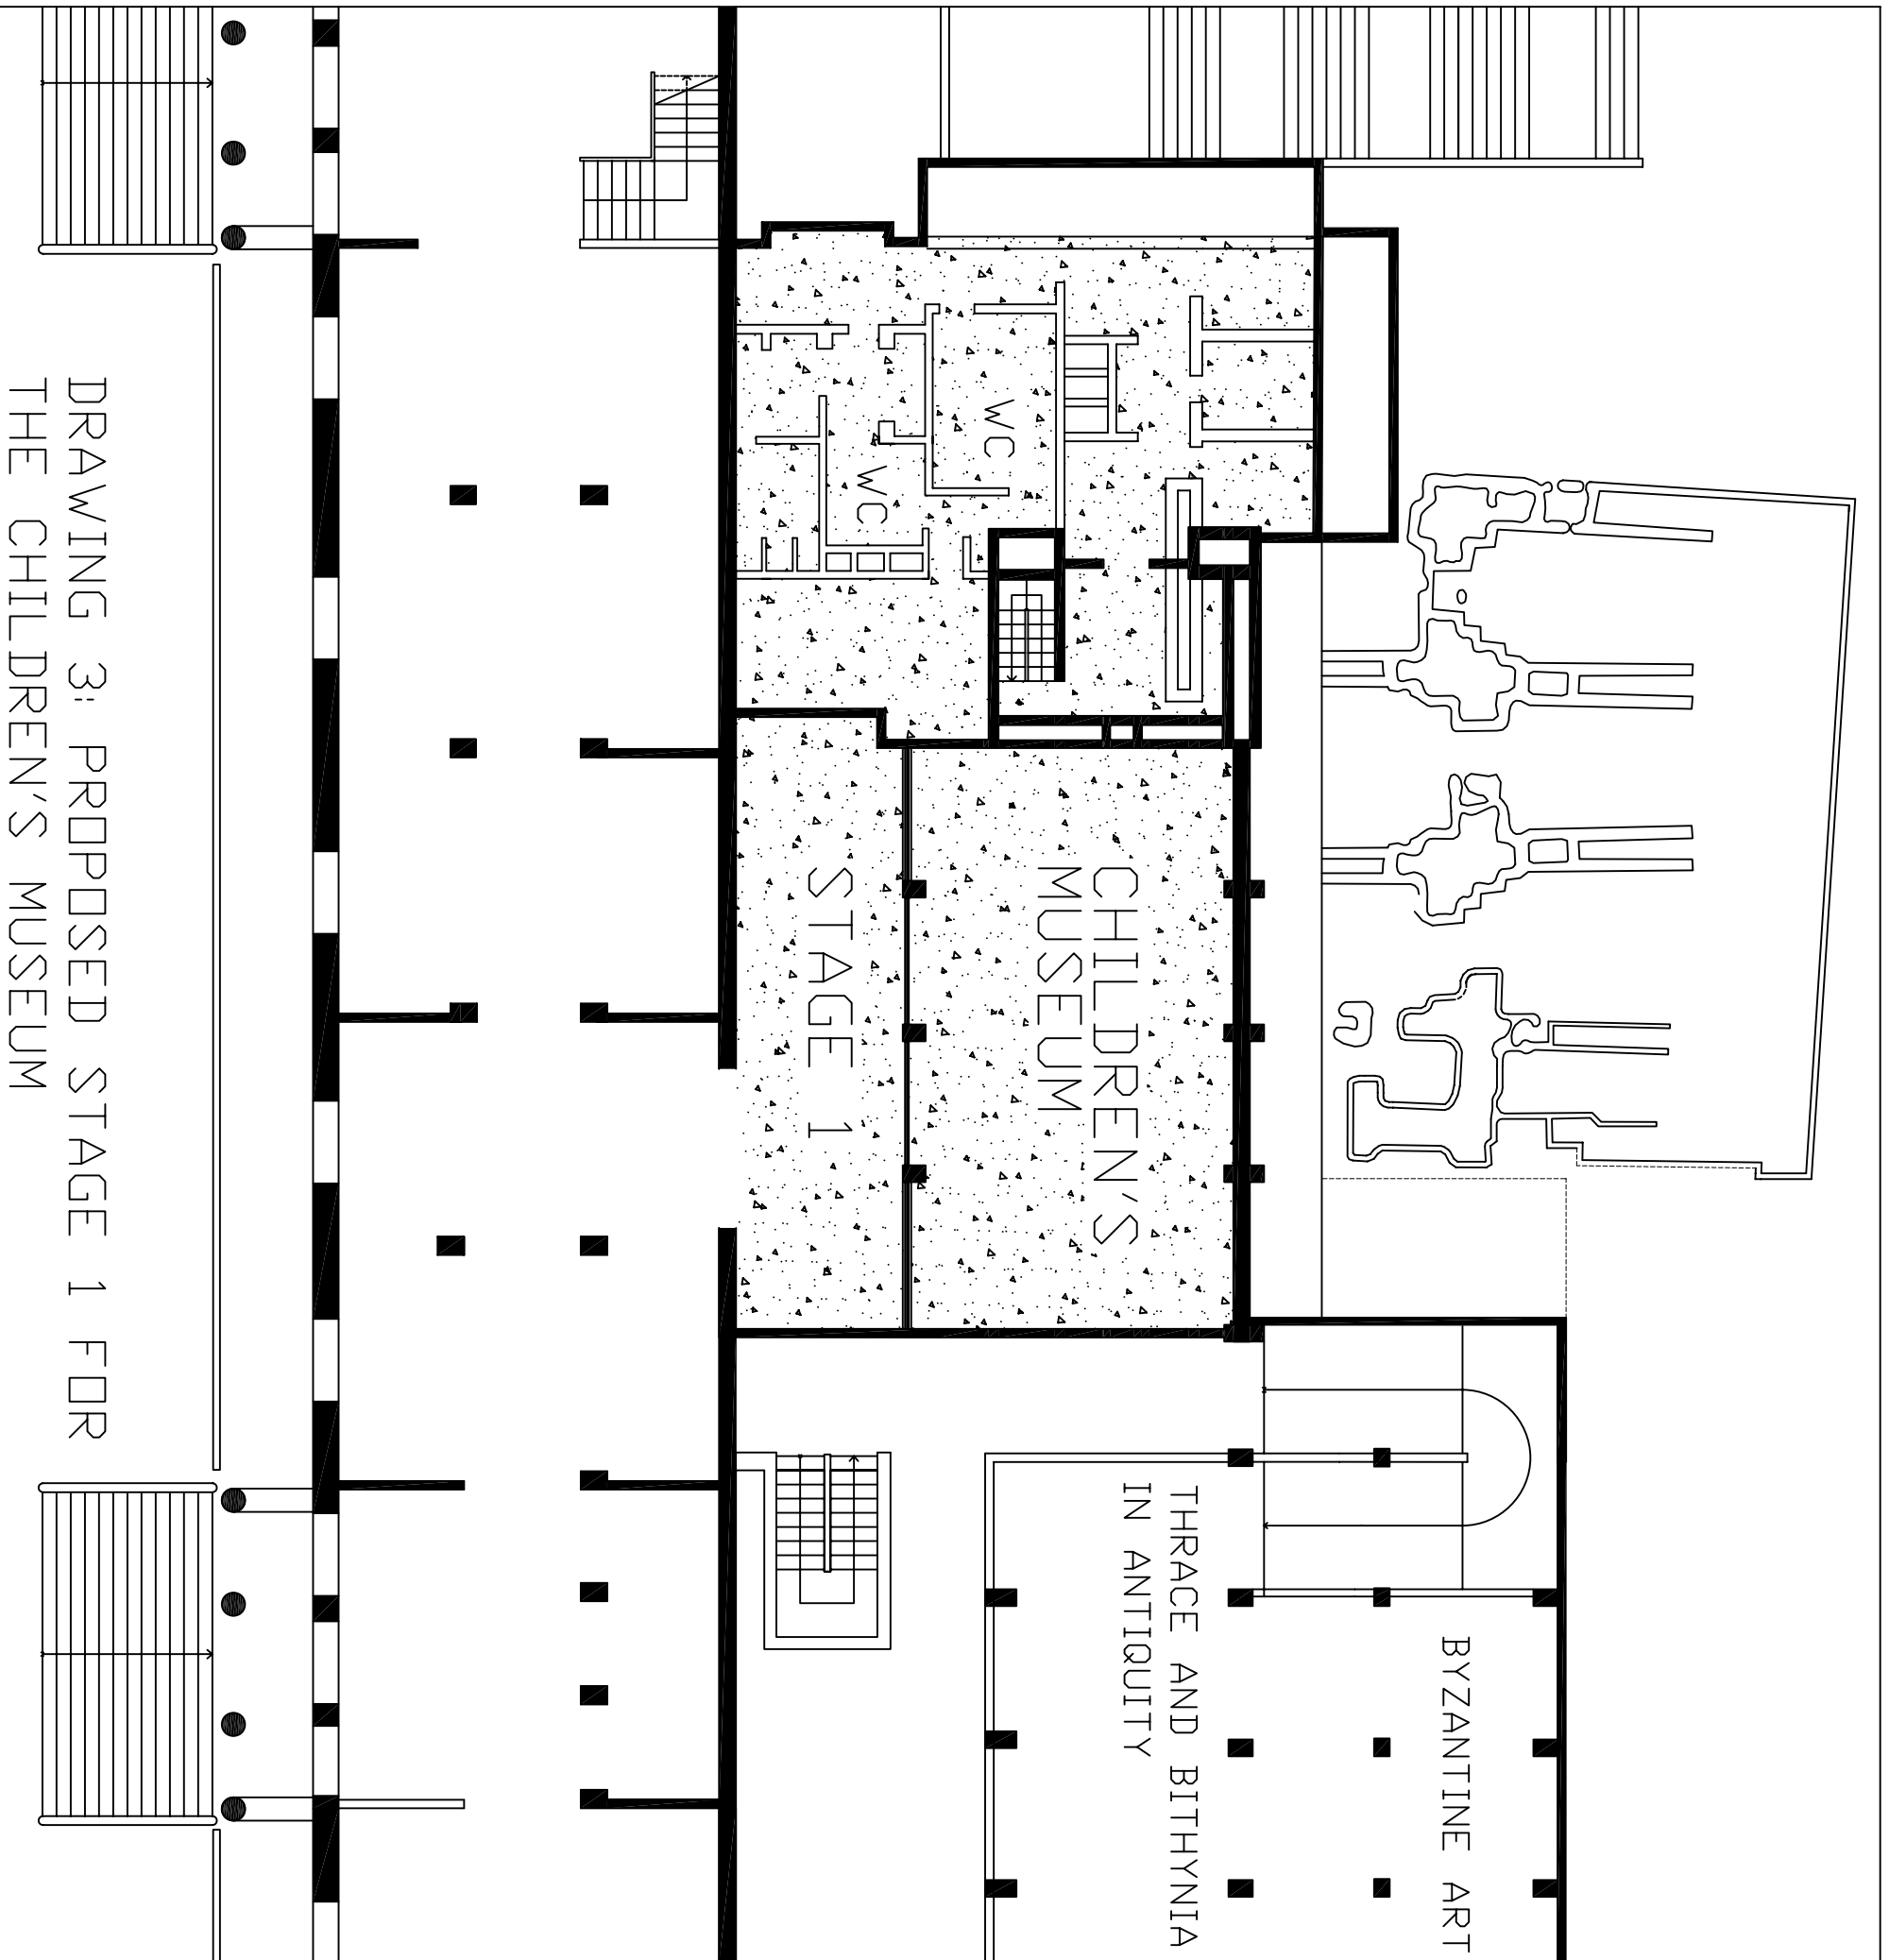 BYZANTINE ART
THRACE AND BITHYNIA
IN ANTIQUITY
CHILDREN'S
MUSEUM
WC
WC
STAGE 1
DRAWING 3: PROPOSED STAGE 1 FOR
THE CHILDREN'S MUSEUM